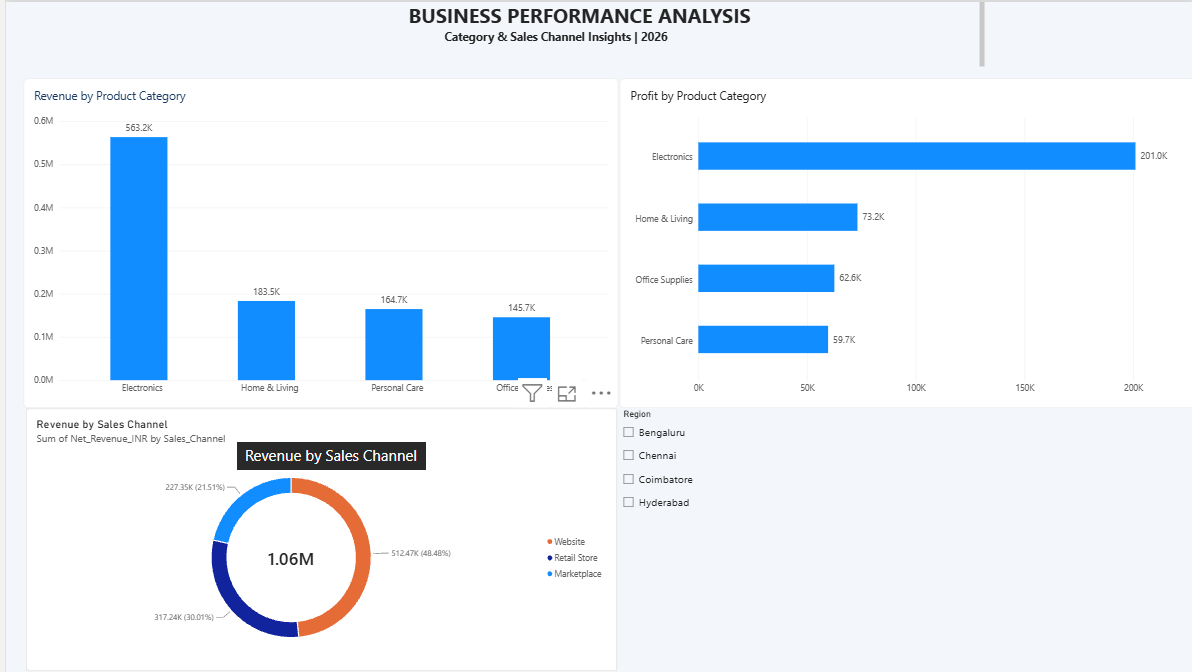 BUSINESS PERFORMANCE ANALYSIS
Category & Sales Channel Insights | 2026
Revenue by Product Category
0.6M
0.5M
0.4M
0.3M
0.2M
0.1M
0.0M
563.2K
183.5K
164.7K
145.7K
Electronics
Home & Living
Personal Care
Office
es
Profit by Product Category
Electronics
201.0K
Home & Living
73.2K
Office Supplies
62.6K
Personal Care
59.7K
0K
50K
100K
150K
200K
Revenue by Sales Channel
Sum of Net_Revenue_INR by Sales_Channel
Revenue by Sales Channel
227.35K (21.51%)
512.47K (48.48%)
317.24K (30.01%)
1.06M
Website
Retail Store
Marketplace
Region
Bengaluru
Chennai
Coimbatore
Hyderabad